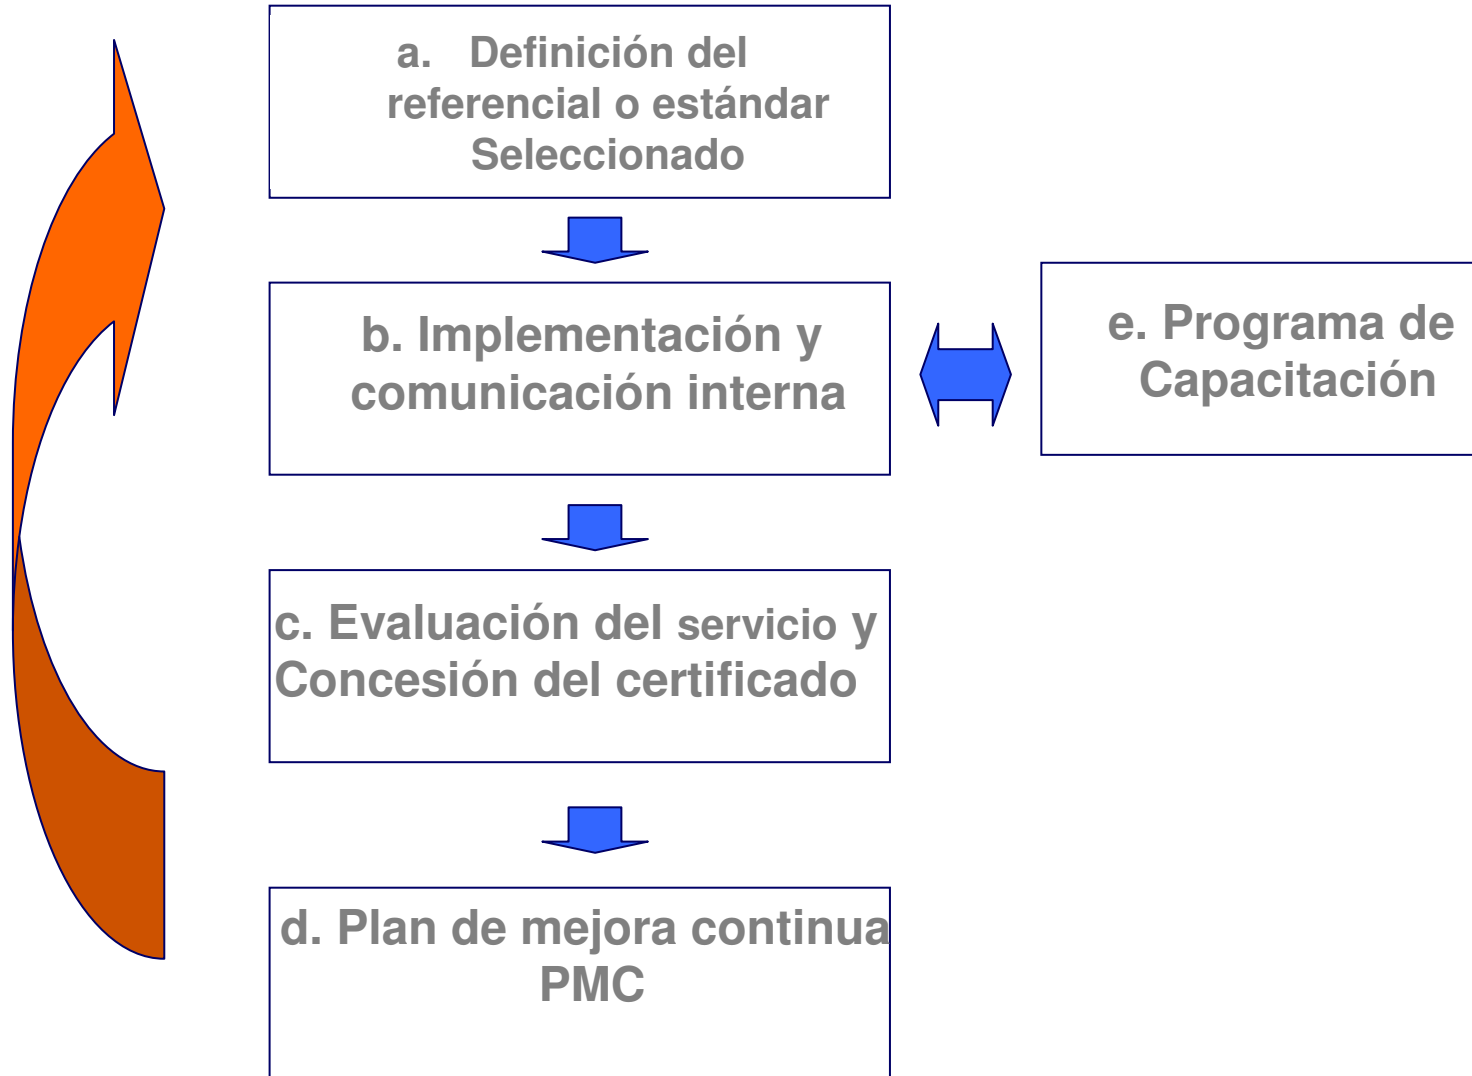 a. Definición del
referencial o estándar
Seleccionado
b. Implementación y
comunicación interna
e. Programa de
Capacitación
c. Evaluación del servicio y
Concesión del certificado
d. Plan de mejora continua
PMC